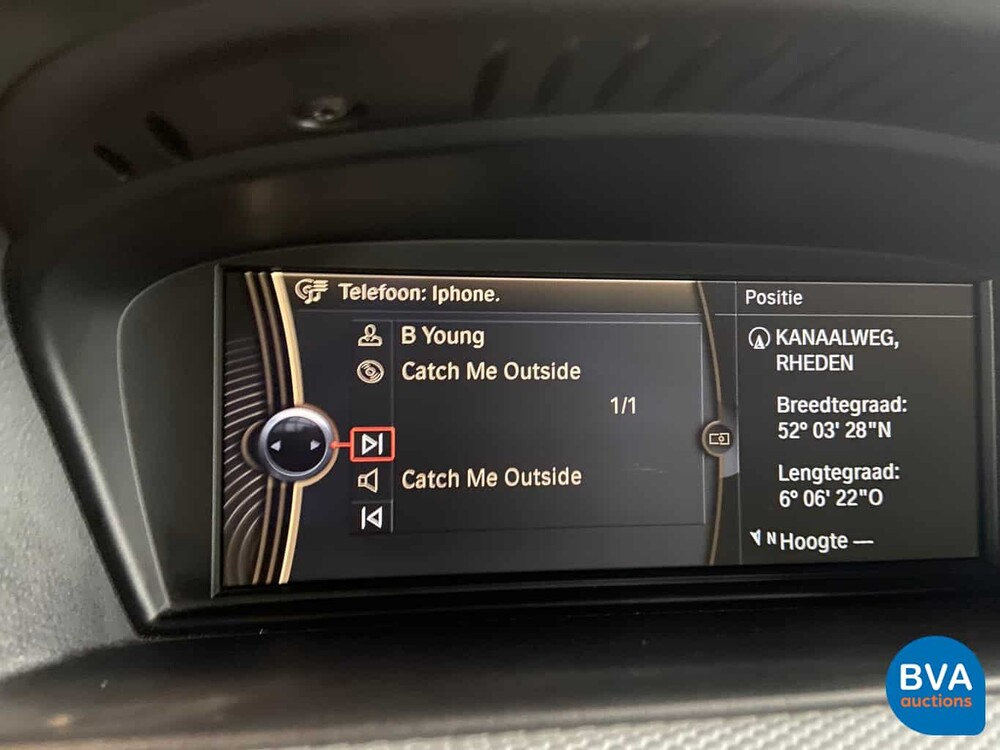 Telefoon: Iphone.
B Young
Catch Me Outside
1/1
Catch Me Outside
Positie
KANAALWEG,
RHEDEN
Breedtegraad:
52° 03' 28"N
Lengtegraad:
6° 06' 22"O
N Hoogte —
BVA
auctions